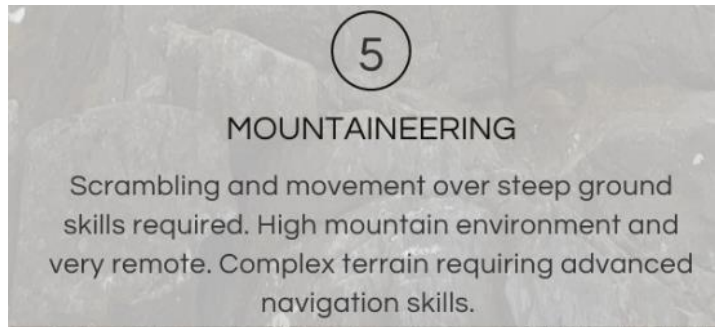 5
MOUNTAINEERING
Scrambling and movement over steep ground
skills required. High mountain environment and
very remote. Complex terrain requiring advanced
navigation skills.